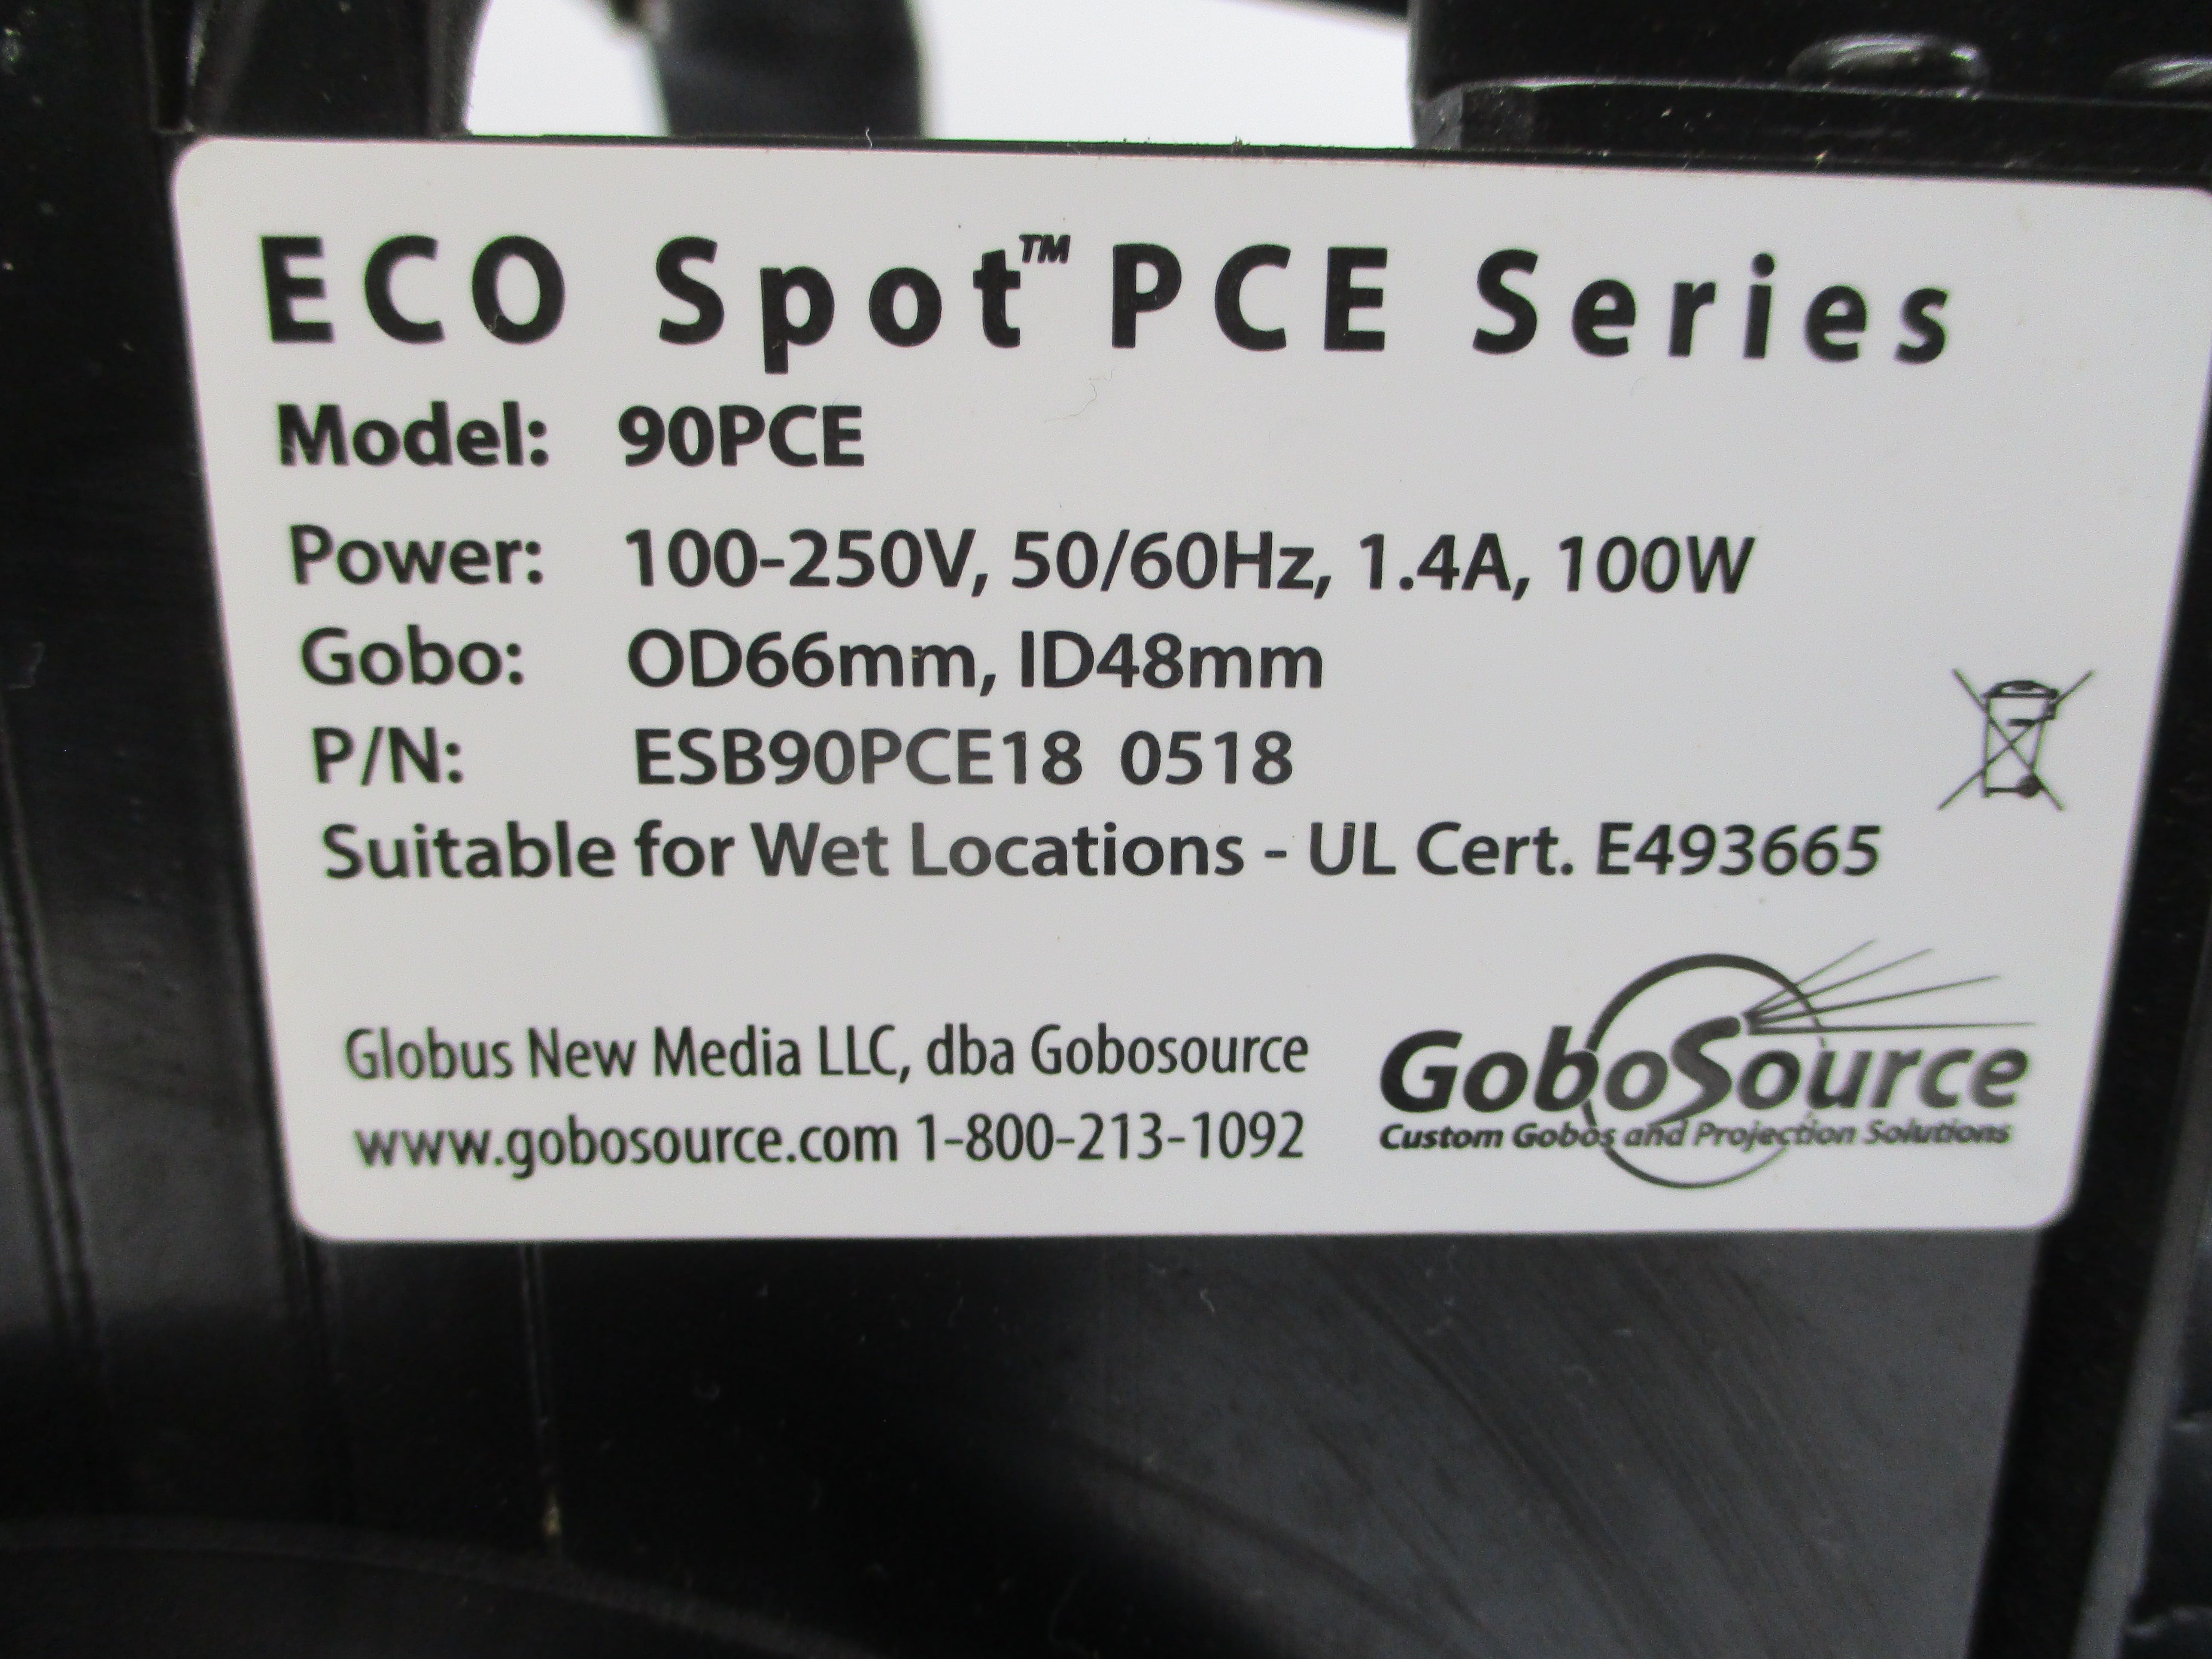 ECO Spot™ PCE Series
Model: 90PCE
Power: 100-250V, 50/60Hz, 1.4A, 100W
Gobo: OD66mm, ID48mm
P/N: ESB90PCE18 0518
Suitable for Wet Locations - UL Cert. E493665
Globus New Media LLC, dba Gobosource
www.gobosource.com 1-800-213-1092
GoboSource
Custom Gobos and Projection Solutions